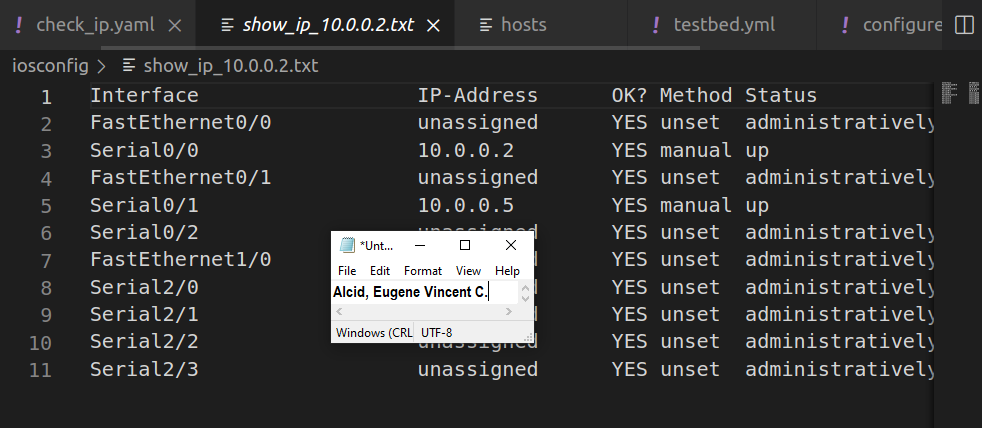 check_ip.yaml show_ip_10.0.0.2.txt hosts testbed.yml configure
iosconfig > show_ip_10.0.0.2.txt
1 Interface IP-Address OK? Method Status
2 FastEthernet0/0 unassigned YES unset administratively
3 Serial0/0 10.0.0.2 YES manual up
4 FastEthernet0/1 unassigned YES unset administratively
5 Serial0/1 10.0.0.5 YES manual up
6 Serial0/2 unassigned YES unset administratively
7 FastEthernet1/0 YES unset administratively
8 Serial2/0 YES unset administratively
9 Serial2/1 YES unset administratively
10 Serial2/2 unassigned YES unset administratively
11 Serial2/3 unassigned YES unset administratively
*Unt...
File Edit Format View Help
Alcid, Eugene Vincent C.
Windows (CRL UTF-8